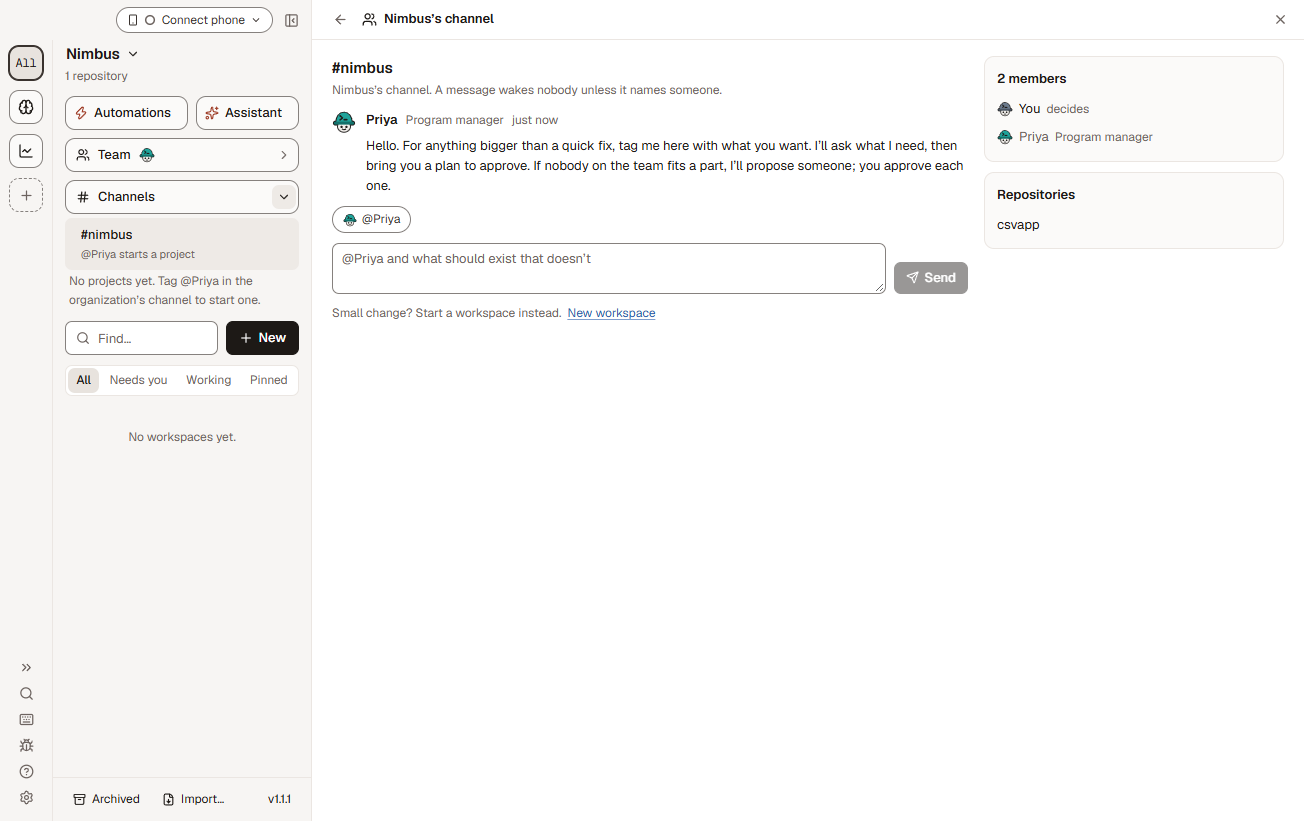 Connect phone
All
Nimbus
1 repository
Automations
Assistant
Team
# Channels
#nimbus
@Priya starts a project
No projects yet. Tag @Priya in the
organization's channel to start one.
Find...
+ New
All
Needs you
Working
Pinned
No workspaces yet.
Archived
Import...
v1.1.1
Nimbus's channel
#nimbus
Nimbus's channel. A message wakes nobody unless it names someone.
Priya Program manager just now
Hello. For anything bigger than a quick fix, tag me here with what you want. I'll ask what I need, then
bring you a plan to approve. If nobody on the team fits a part, I'll propose someone; you approve each
one.
@Priya
@Priya and what should exist that doesn't
Send
Small change? Start a workspace instead. New workspace
2 members
You decides
Priya Program manager
Repositories
csvapp